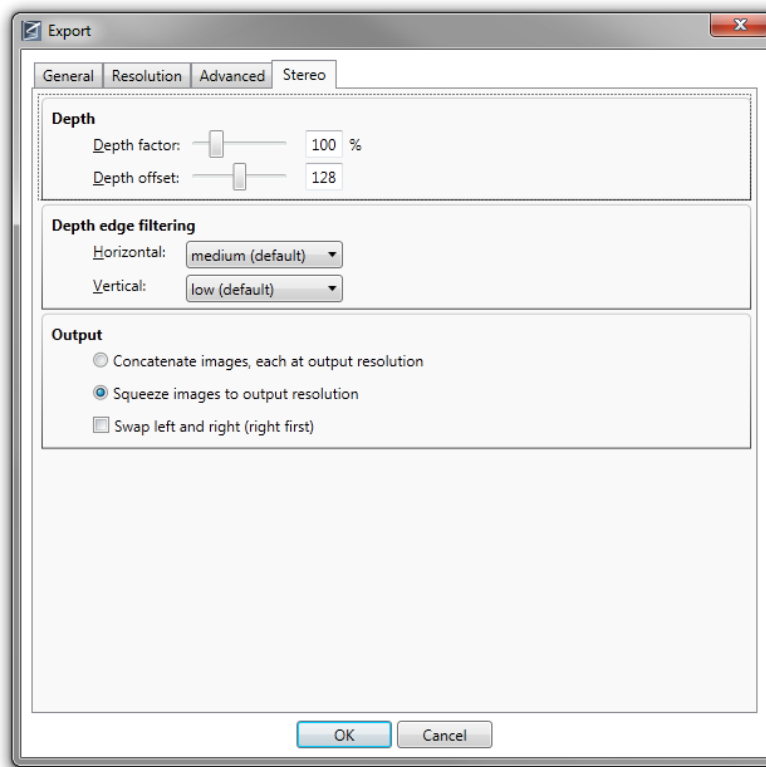 Export
General Resolution Advanced Stereo
Depth
Depth factor: 100 %
Depth offset: 128
Depth edge filtering
Horizontal: medium (default)
Vertical: low (default)
Output
Concatenate images, each at output resolution
Squeeze images to output resolution
Swap left and right (right first)
OK Cancel